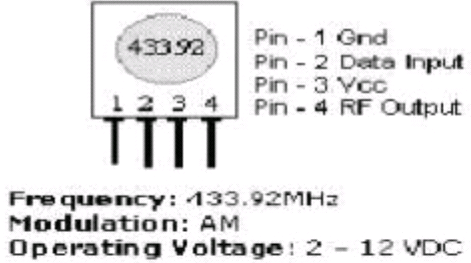 433.92
Pin - 1 Gnd
Pin - 2 Data Input
Pin - 3 Vcc
Pin - 4 RF Output
1 2 3 4
Frequency: 433.92MHz
Modulation: AM
Operating Voltage: 2 - 12 VDC